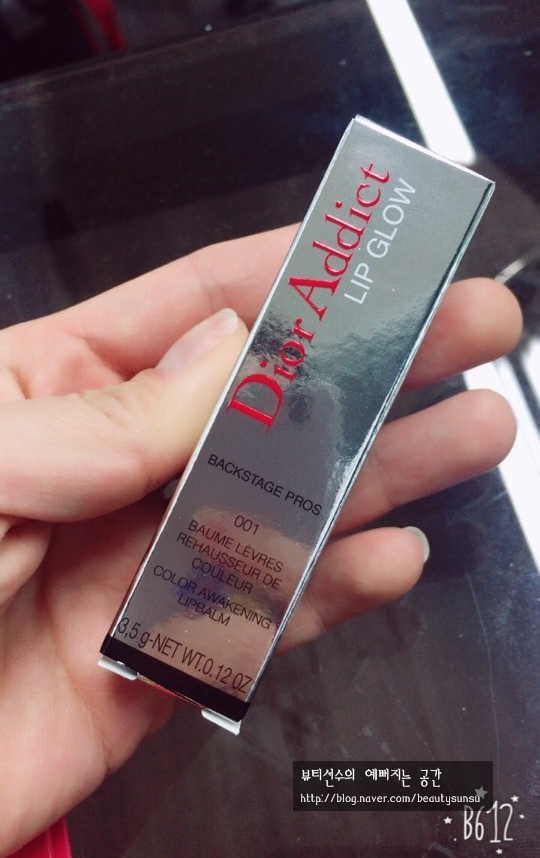 Dior Addict
LIP GLOW
BACKSTAGE PROS
001
BAUME LÈVRES
REHAUSSEUR DE
COULEUR
COLOR AWAKENING
LIPBALM
3,5 g-NET WT.0.12 OZ
뷰티선수의 예뻐지는 공간
http://blog.naver.com/beautysunsu
B612